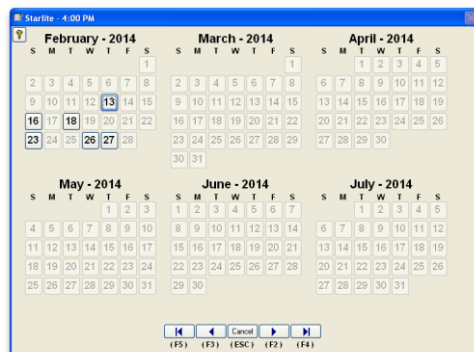 Starlite - 4:00 PM
?
February - 2014
S M T W T F S
1
2 3 4 5 6 7 8
9 10 11 12 13 14 15
16 17 18 19 20 21 22
23 24 25 26 27 28
March - 2014
S M T W T F S
1
2 3 4 5 6 7 8
9 10 11 12 13 14 15
16 17 18 19 20 21 22
23 24 25 26 27 28 29
30 31
April - 2014
S M T W T F S
1 2 3 4 5
6 7 8 9 10 11 12
13 14 15 16 17 18 19
20 21 22 23 24 25 26
27 28 29 30
May - 2014
S M T W T F S
1 2 3
4 5 6 7 8 9 10
11 12 13 14 15 16 17
18 19 20 21 22 23 24
25 26 27 28 29 30 31
June - 2014
S M T W T F S
1 2 3 4 5 6 7
8 9 10 11 12 13 14
15 16 17 18 19 20 21
22 23 24 25 26 27 28
29 30
July - 2014
S M T W T F S
1 2 3 4 5
6 7 8 9 10 11 12
13 14 15 16 17 18 19
20 21 22 23 24 25 26
27 28 29 30 31
Cancel
(F5) (F3) (ESC) (F2) (F4)